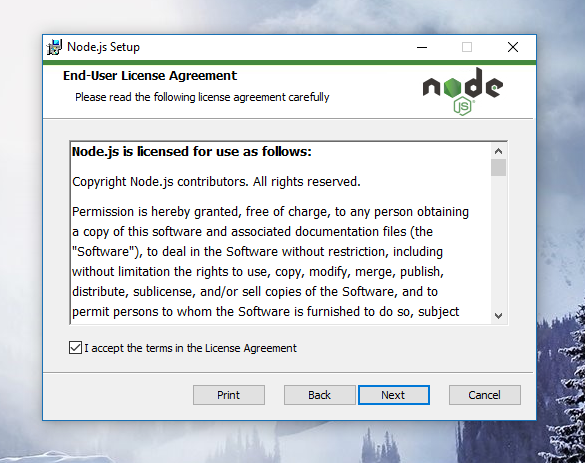 Node.js Setup
End-User License Agreement
Please read the following license agreement carefully
node
JS
Node.js is licensed for use as follows:
Copyright Node.js contributors. All rights reserved.
Permission is hereby granted, free of charge, to any person obtaining
a copy of this software and associated documentation files (the
"Software"), to deal in the Software without restriction, including
without limitation the rights to use, copy, modify, merge, publish,
distribute, sublicense, and/or sell copies of the Software, and to
permit persons to whom the Software is furnished to do so, subject
I accept the terms in the License Agreement
Print
Back
Next
Cancel